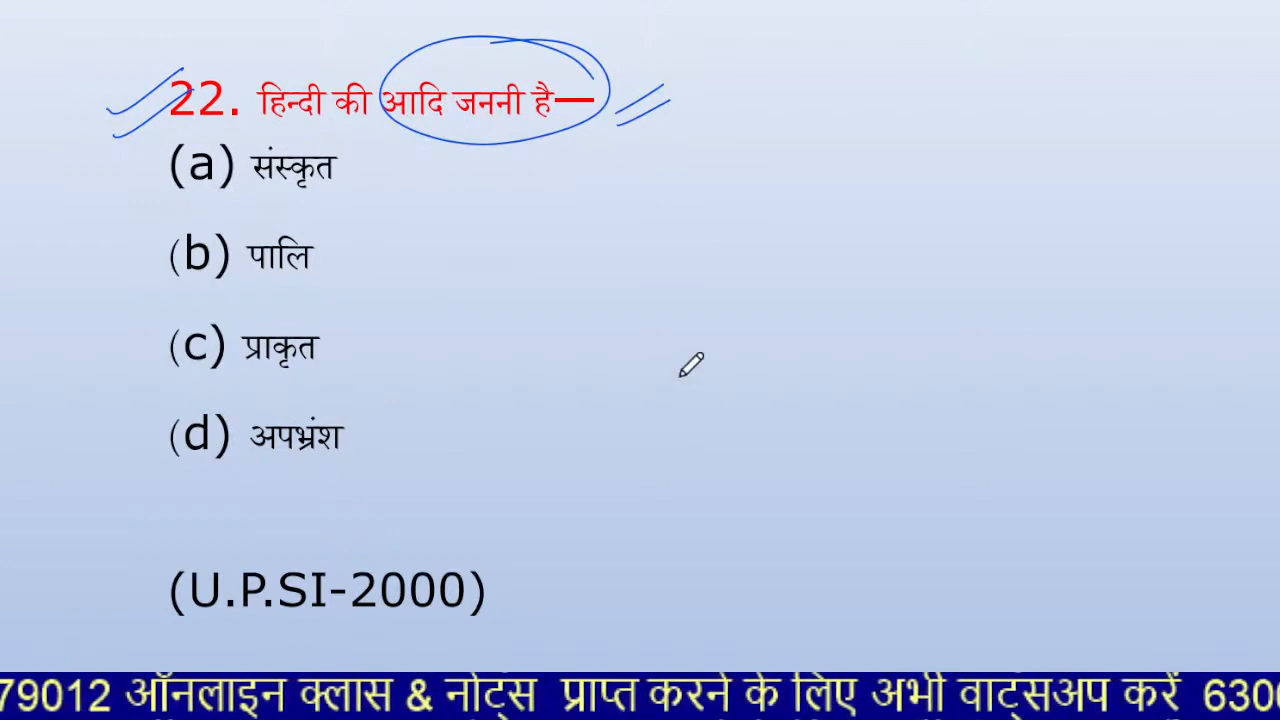 22. हिन्दी की आदि जननी है—
(a) संस्कृत
(b) पालि
(c) प्राकृत
(d) अपभ्रंश
(U.P.SI-2000)
79012 ऑनलाइन क्लास & नोट्स प्राप्त करने के लिए अभी वाट्सअप करें 630